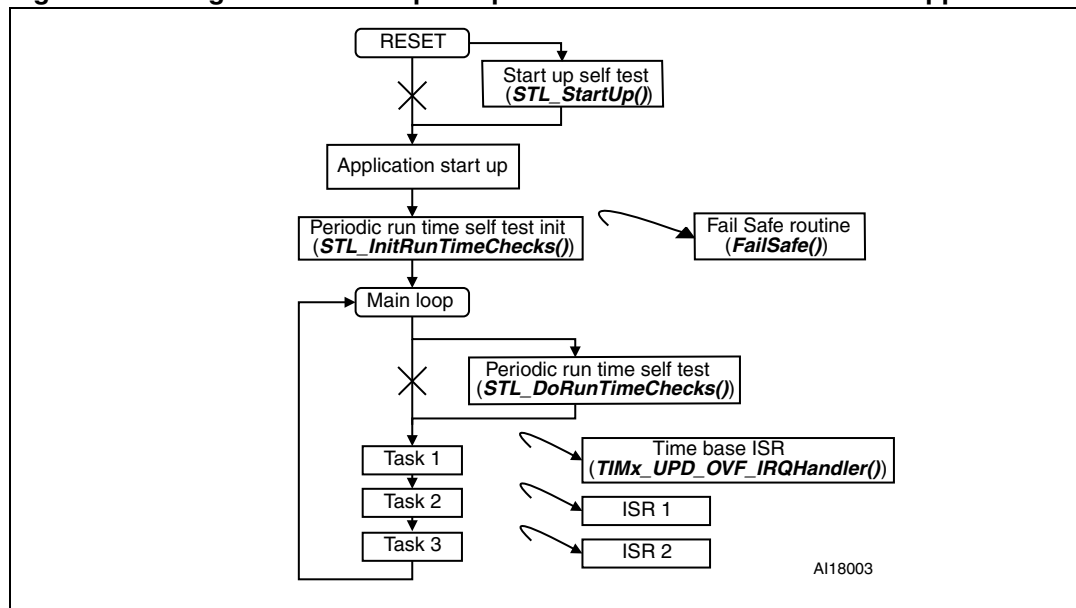 RESET
Start up self test
(STL_StartUp())
Application start up
Periodic run time self test init
(STL_InitRunTimeChecks())
Fail Safe routine
(FailSafe())
Main loop
Periodic run time self test
(STL_DoRunTimeChecks())
Time base ISR
(TIMx_UPD_OVF_IRQHandler())
Task 1
Task 2
ISR 1
Task 3
ISR 2
AI18003